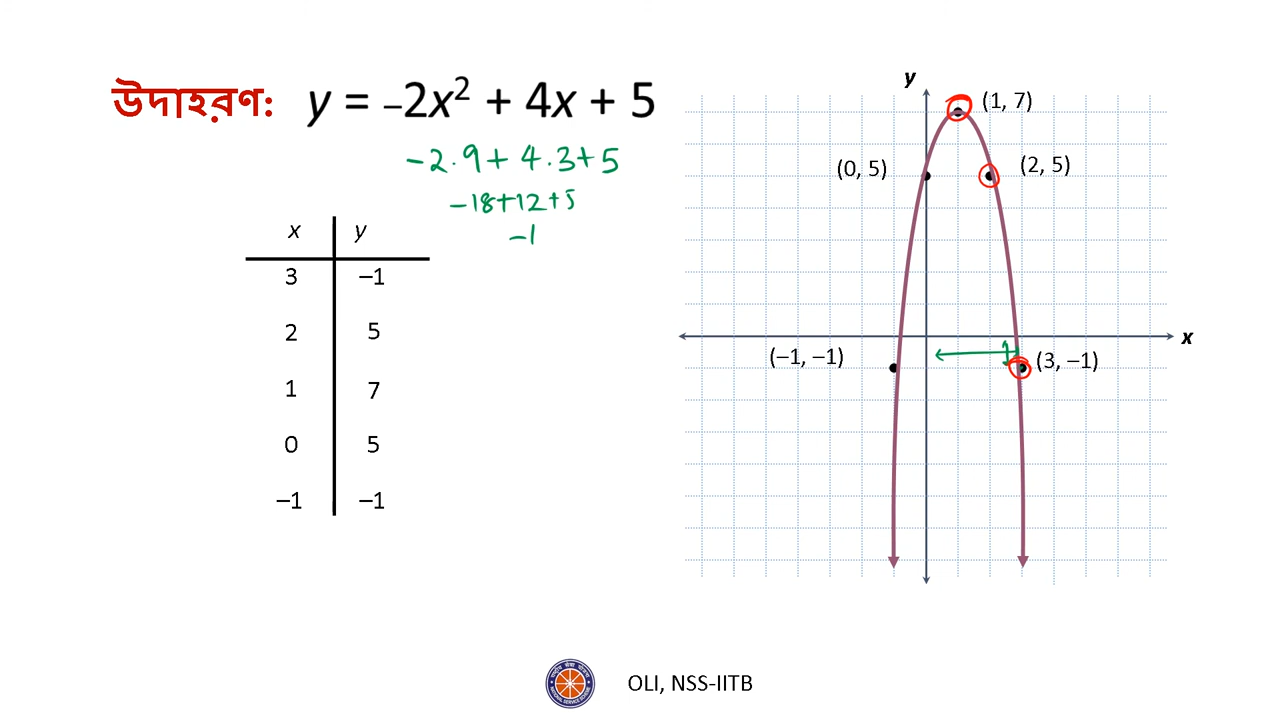 উদাহরণ: y = –2x² + 4x + 5
-2.9 + 4.3+5
-18+12+5
-1
x y
3 –1
2 5
1 7
0 5
–1 –1
y
(1, 7)
(0, 5)
(2, 5)
x
(–1, –1)
(3, –1)
OLI, NSS-IITB